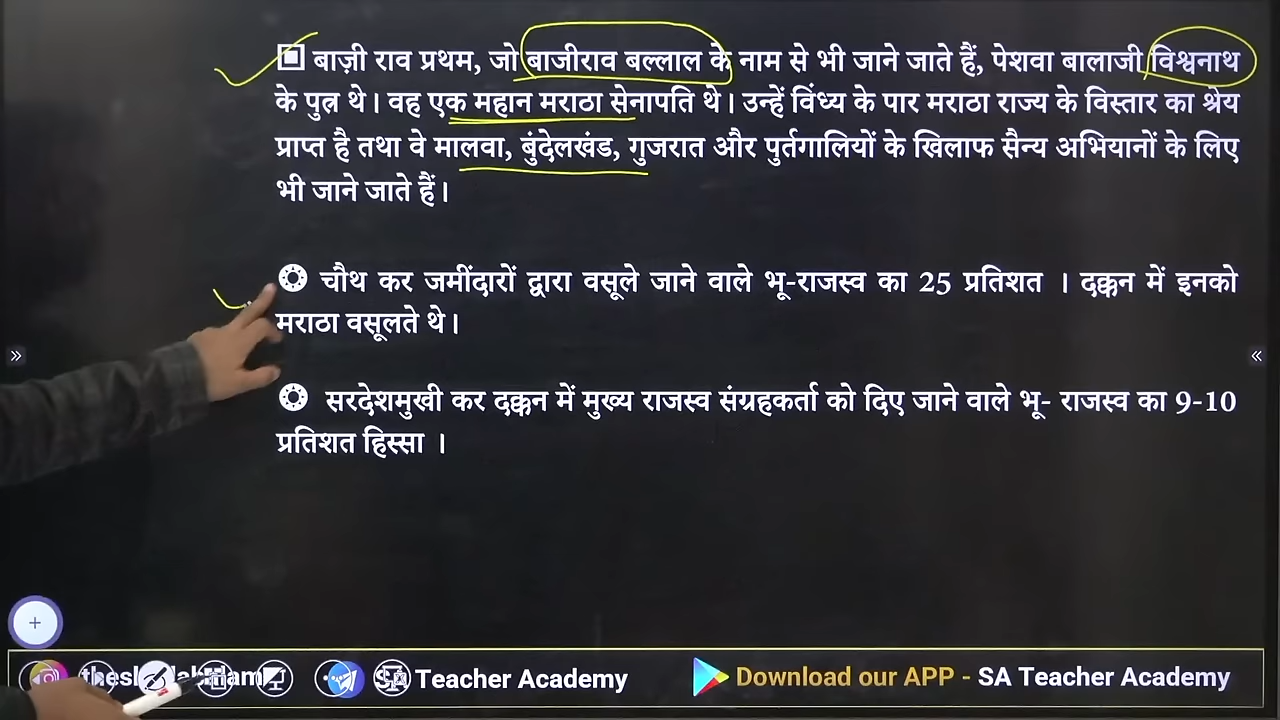 बाज़ी राव प्रथम, जो बाजीराव बल्लाल के नाम से भी जाने जाते हैं, पेशवा बालाजी विश्वनाथ
के पुत्र थे। वह एक महान मराठा सेनापति थे। उन्हें विंध्य के पार मराठा राज्य के विस्तार का श्रेय
प्राप्त है तथा वे मालवा, बुंदेलखंड, गुजरात और पुर्तगालियों के खिलाफ सैन्य अभियानों के लिए
भी जाने जाते हैं।
चौथ कर जमींदारों द्वारा वसूले जाने वाले भू-राजस्व का 25 प्रतिशत । दक्कन में इनको
मराठा वसूलते थे।
सरदेशमुखी कर दक्कन में मुख्य राजस्व संग्रहकर्ता को दिए जाने वाले भू- राजस्व का 9-10
प्रतिशत हिस्सा ।
Teacher Academy
Download our APP - SA Teacher Academy